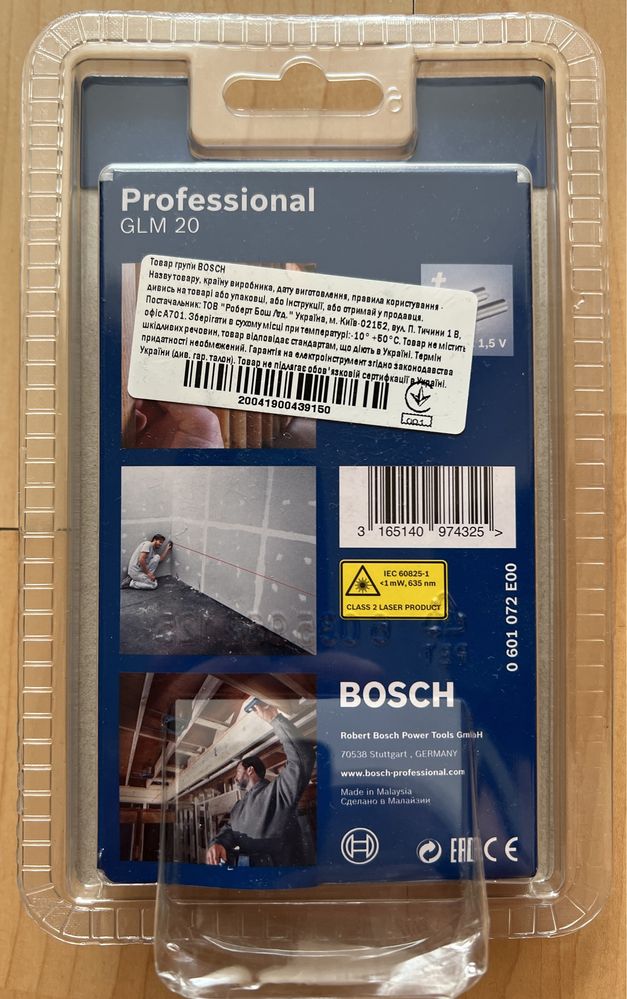 Professional
GLM 20
Товар групи BOSCH
Назву товару, країну виробника, дату виготовлення, правила користування -
дивись на товарі або упаковці, або інструкції, або отримай у продавця.
Постачальник: ТОВ "Роберт Бош Лтд." Україна, м. Київ-02152, вул. П. Тичини 1 В,
офіс А701. Зберігати в сухому місці при температурі:-10° +50°С. Товар не містить
шкідливих речовин, товар відповідає стандартам, що діють в Україні. Термін
придатності необмежений. Гарантія на електроінструмент згідно законодавства
України (див. гар. талон). Товар не підлягає обов'язковій сертифікації в Україні.
20041900439150
001
1,5 V
3 165140 974325 >
IEC 60825-1
<1 mW, 635 nm
CLASS 2 LASER PRODUCT
0 601 072 E00
BOSCH
Robert Bosch Power Tools GmbH
70538 Stuttgart , GERMANY
www.bosch-professional.com
Made in Malaysia
Сделано в Малайзии
EAC CE